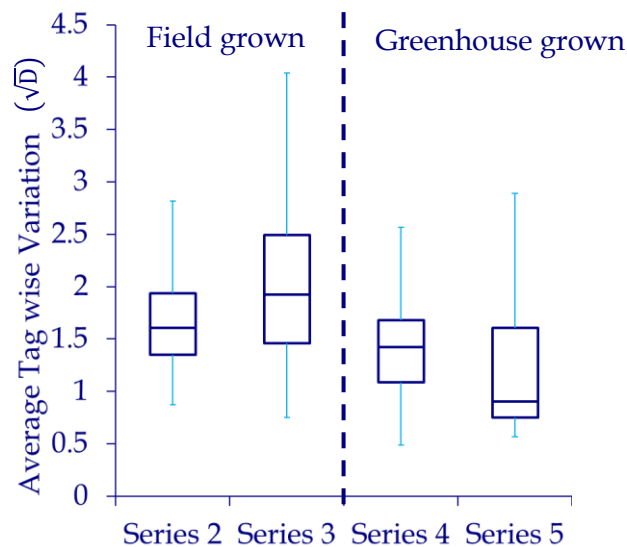 Field grown
Greenhouse grown
Average Tag wise Variation (√D)
4.5
4
3.5
3
2.5
2
1.5
1
0.5
0
Series 2 Series 3 Series 4 Series 5